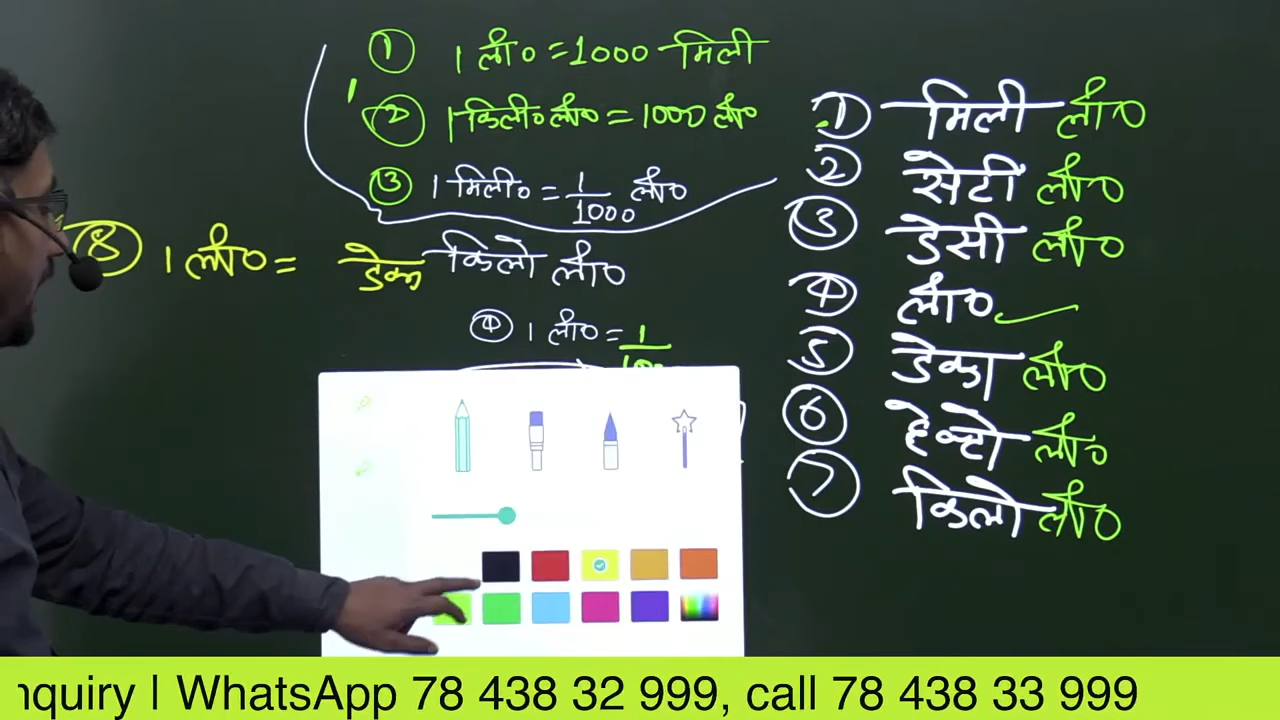 ① 1 ली० = 1000 मिली
② 1 किली० ली० = 1000 ली०
③ 1 मिली० = 1/1000 ली०
⑧ 1 ली० = डेका किलो ली०
④ 1 ली० = 1/100
① मिली ली०
② सेटी ली०
③ डेसी ली०
④ ली०
⑤ डेका ली०
⑥ हेक्टो ली०
⑦ किलो ली०
nquiry | WhatsApp 78 438 32 999, call 78 438 33 999